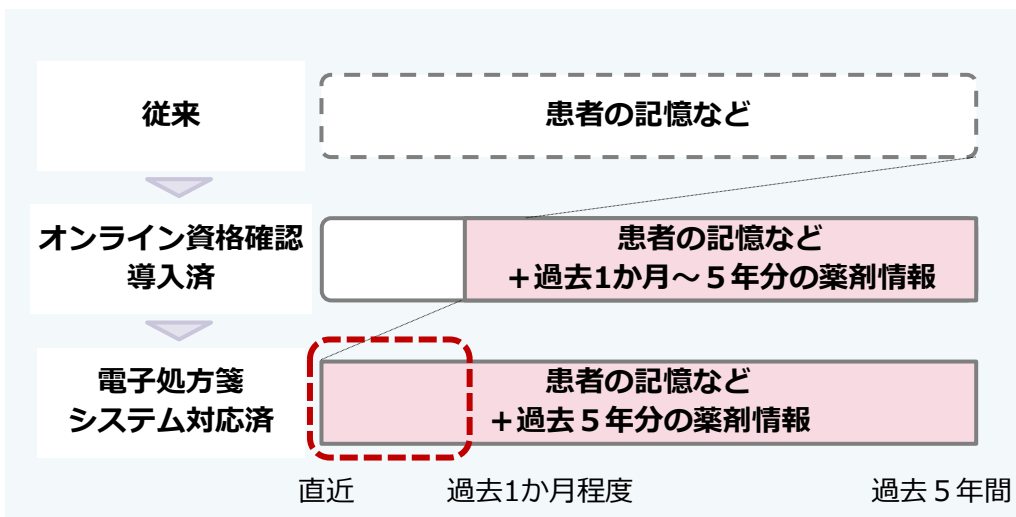 従来
患者の記憶など
オンライン資格確認
導入済
患者の記憶など
＋過去1か月～５年分の薬剤情報
電子処方箋
システム対応済
患者の記憶など
＋過去５年分の薬剤情報
直近
過去1か月程度
過去５年間